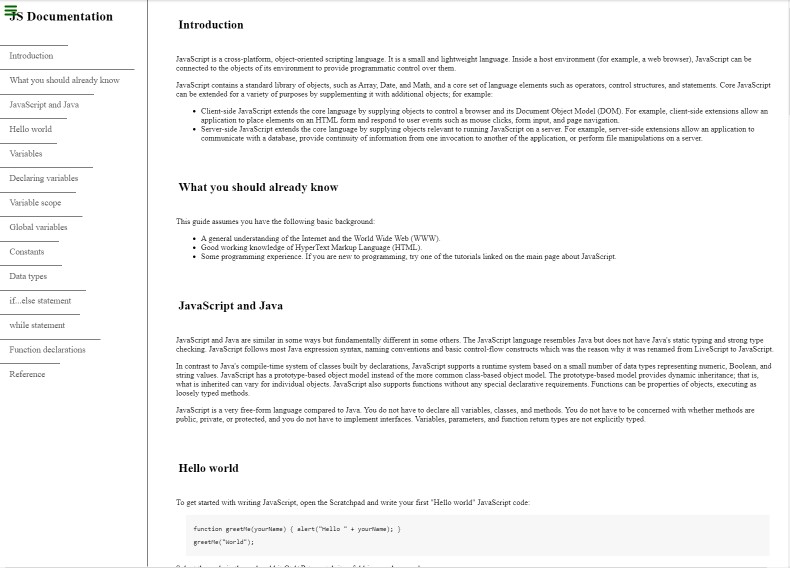 JS Documentation
Introduction
What you should already know
JavaScript and Java
Hello world
Variables
Declaring variables
Variable scope
Global variables
Constants
Data types
if...else statement
while statement
Function declarations
Reference
Introduction
JavaScript is a cross-platform, object-oriented scripting language. It is a small and lightweight language. Inside a host environment (for example, a web browser), JavaScript can be
connected to the objects of its environment to provide programmatic control over them.
JavaScript contains a standard library of objects, such as Array, Date, and Math, and a core set of language elements such as operators, control structures, and statements. Core JavaScript
can be extended for a variety of purposes by supplementing it with additional objects; for example:
• Client-side JavaScript extends the core language by supplying objects to control a browser and its Document Object Model (DOM). For example, client-side extensions allow an
application to place elements on an HTML form and respond to user events such as mouse clicks, form input, and page navigation.
• Server-side JavaScript extends the core language by supplying objects relevant to running JavaScript on a server. For example, server-side extensions allow an application to
communicate with a database, provide continuity of information from one invocation to another of the application, or perform file manipulations on a server.
What you should already know
This guide assumes you have the following basic background:
• A general understanding of the Internet and the World Wide Web (WWW).
• Good working knowledge of HyperText Markup Language (HTML).
• Some programming experience. If you are new to programming, try one of the tutorials linked on the main page about JavaScript.
JavaScript and Java
JavaScript and Java are similar in some ways but fundamentally different in some others. The JavaScript language resembles Java but does not have Java's static typing and strong type
checking. JavaScript follows most Java expression syntax, naming conventions and basic control-flow constructs which was the reason why it was renamed from LiveScript to JavaScript.
In contrast to Java's compile-time system of classes built by declarations, JavaScript supports a runtime system based on a small number of data types representing numeric, Boolean, and
string values. JavaScript has a prototype-based object model instead of the more common class-based object model. The prototype-based model provides dynamic inheritance; that is,
what is inherited can vary for individual objects. JavaScript also supports functions without any special declarative requirements. Functions can be properties of objects, executing as
loosely typed methods.
JavaScript is a very free-form language compared to Java. You do not have to declare all variables, classes, and methods. You do not have to be concerned with whether methods are
public, private, or protected, and you do not have to implement interfaces. Variables, parameters, and function return types are not explicitly typed.
Hello world
To get started with writing JavaScript, open the Scratchpad and write your first "Hello world" JavaScript code:
function greetMe(yourName) { alert("Hello " + yourName); }
greetMe("World");